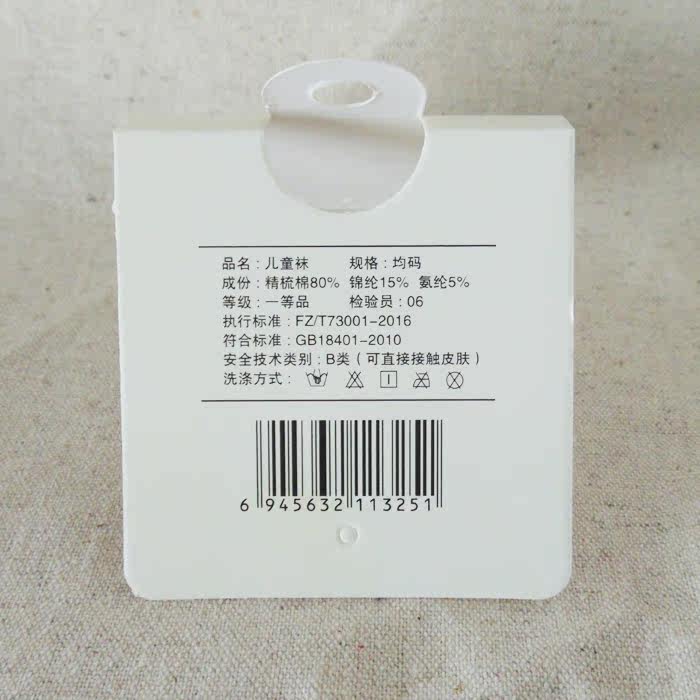 品名：儿童袜 规格：均码
成份：精梳棉80% 锦纶15% 氨纶5%
等级：一等品 检验员：06
执行标准：FZ/T73001-2016
符合标准：GB18401-2010
安全技术类别：B类（可直接接触皮肤）
洗涤方式：
6 945632 113251